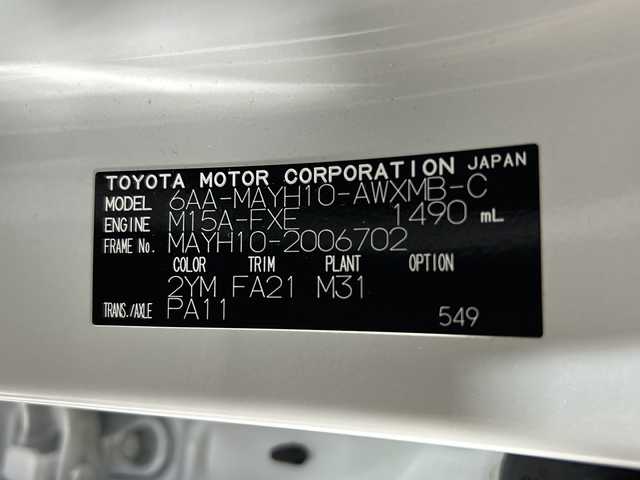 TOYOTA MOTOR CORPORATION JAPAN
MODEL 6AA-MAYH10-AWXMB-C
ENGINE M15A-FXE 1490 mL
FRAME No. MAYH10-2006702
COLOR TRIM PLANT OPTION
2YM FA21 M31
TRANS./AXLE PA11 549